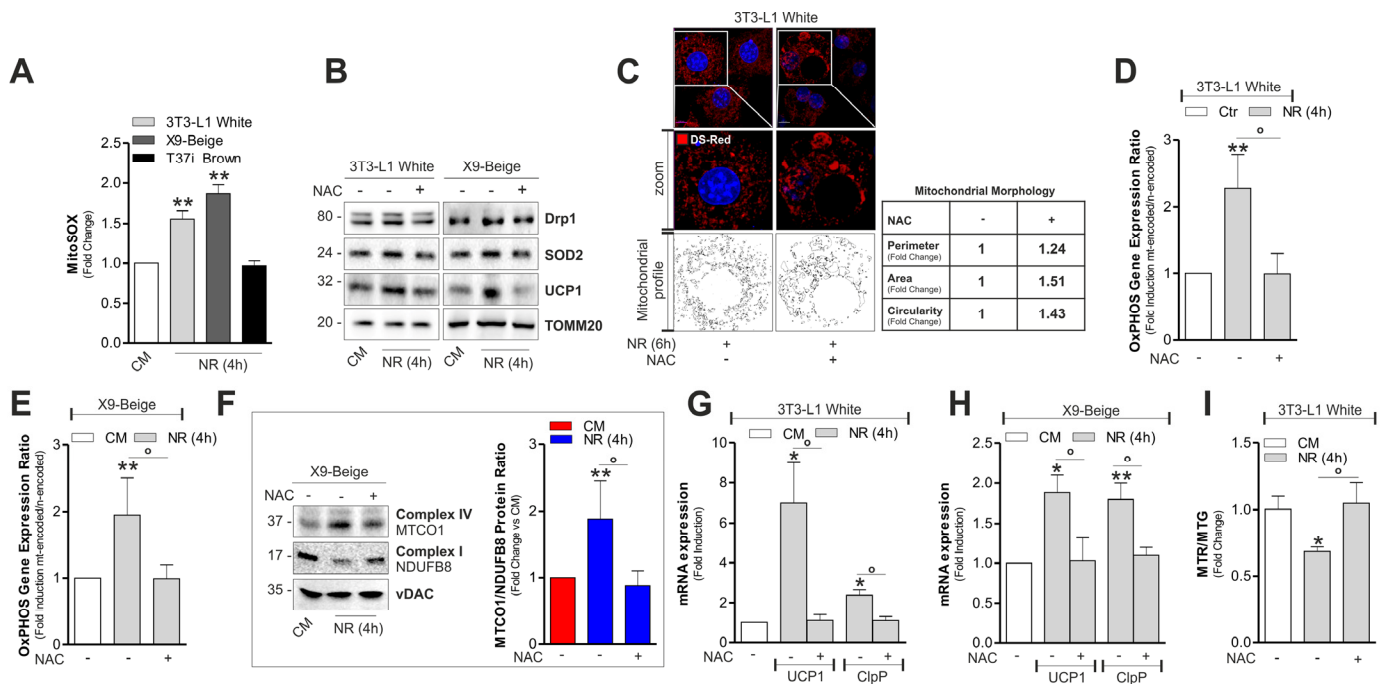 A
3T3-L1 White
X9-Beige
T37i Brown
MitoSOX
(Fold Change)
2.5
2.0
1.5
1.0
0.5
0.0
**
**
CM
NR (4h)
B
3T3-L1 White
X9-Beige
NAC
- - + - - +
80 -
Drp1
24 -
SOD2
32 -
UCP1
20 -
TOMM20
CM
NR (4h)
CM
NR (4h)
C
3T3-L1 White
DS-Red
zoom
Mitochondrial
profile
NR (6h) + +
NAC - +
Mitochondrial Morphology
NAC - +
Perimeter
(Fold Change)
1 1.24
Area
(Fold Change)
1 1.51
Circularity
(Fold Change)
1 1.43
D
3T3-L1 White
Ctr
NR (4h)
OxPHOS Gene Expression Ratio
(Fold Induction mt-encoded/n-encoded)
3
2
1
0
**
o
NAC - - +
E
X9-Beige
CM
NR (4h)
OxPHOS Gene Expression Ratio
(Fold Induction mt-encoded/n-encoded)
3
2
1
0
**
o
NAC - - +
F
X9-Beige
NAC - - +
37 -
Complex IV
MTCO1
17 -
Complex I
NDUFB8
35 -
vDAC
CM
NR (4h)
CM
NR (4h)
MTCO1/NDUFB8 Protein Ratio
(Fold Change vs CM)
3
2
1
0
**
o
NAC - - +
G
3T3-L1 White
CM
NR (4h)
mRNA expression
(Fold Induction)
10
8
6
4
2
0
*
o
*
o
NAC - - + - +
UCP1
ClpP
H
X9-Beige
CM
NR (4h)
mRNA expression
(Fold Induction)
2.5
2.0
1.5
1.0
0.5
0.0
*
o
**
o
NAC - - + - +
UCP1
ClpP
I
3T3-L1 White
CM
NR (4h)
MTR/MTG
(Fold Change)
1.5
1.0
0.5
0.0
*
o
NAC - - +